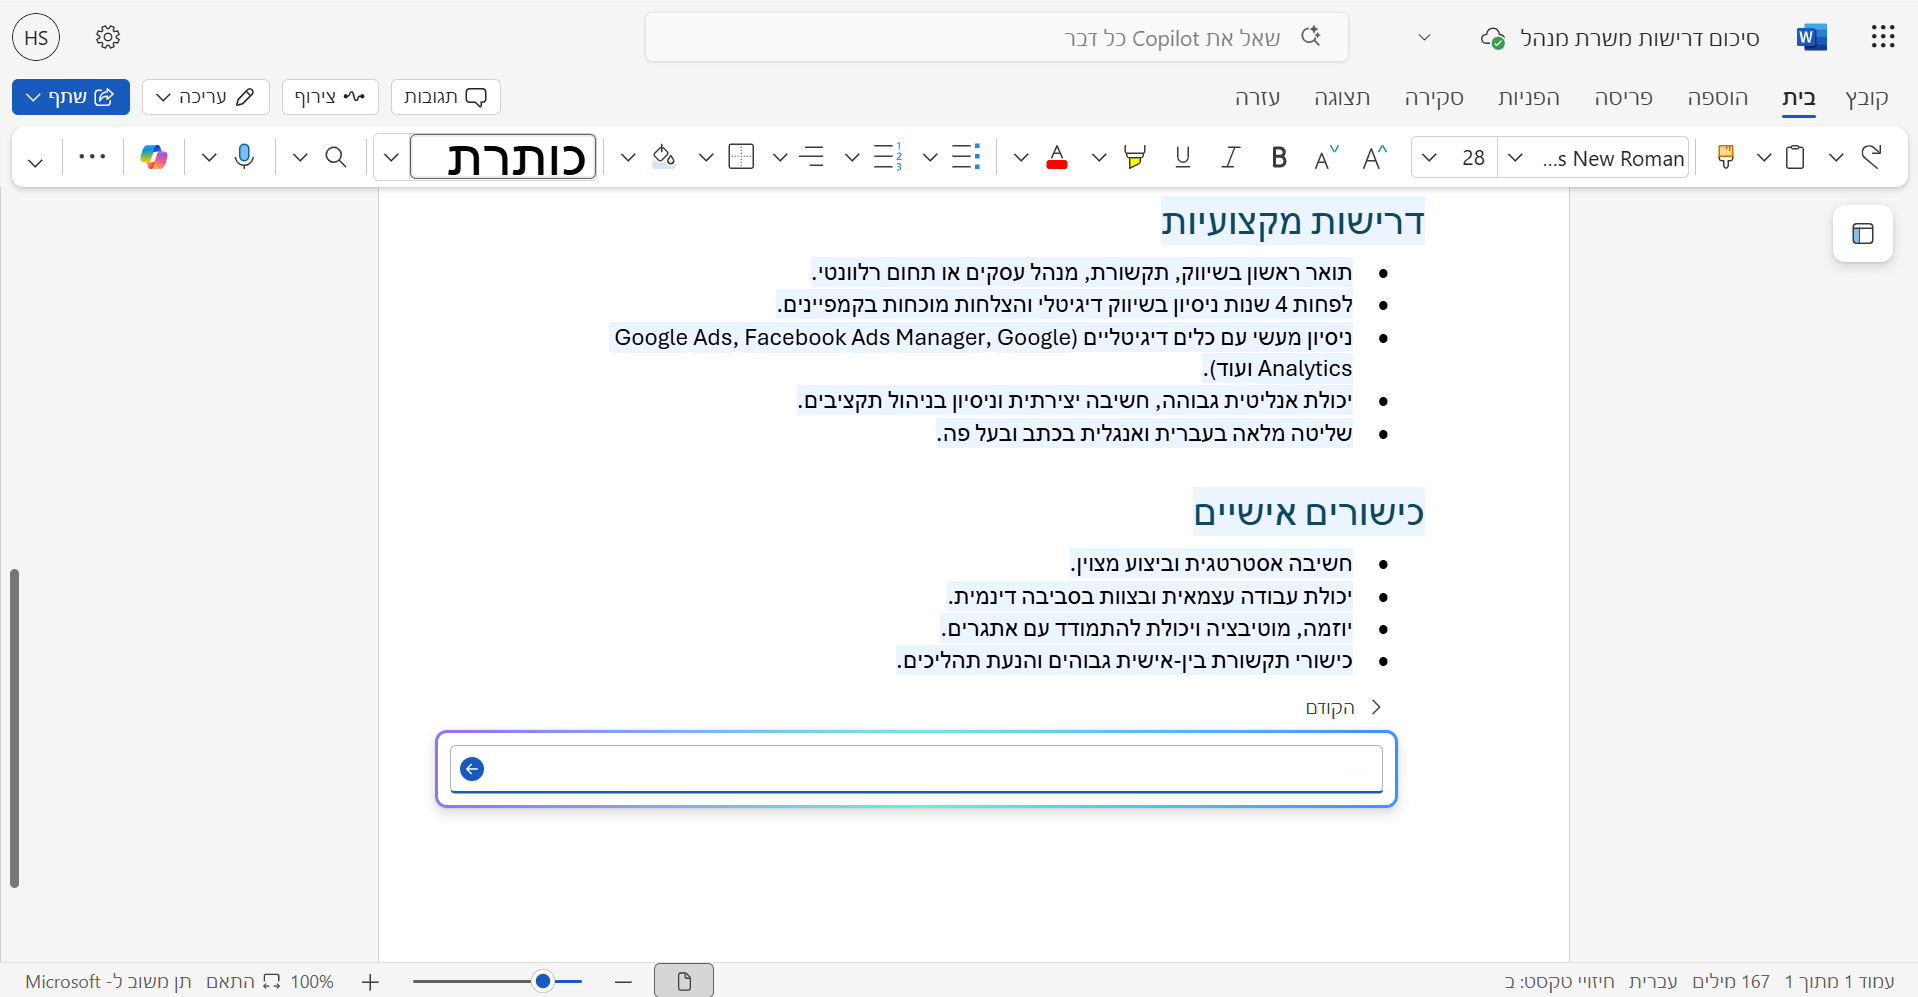 סיכום דרישות משרת מנהל
שאל את Copilot כל דבר
HS
קובץ
בית
הוספה
פריסה
הפניות
סקירה
תצוגה
עזרה
תגובות
צירוף
עריכה
שתף
...s New Roman
28
כותרת
דרישות מקצועיות
תואר ראשון בשיווק, תקשורת, מנהל עסקים או תחום רלוונטי.
לפחות 4 שנות ניסיון בשיווק דיגיטלי והצלחות מוכחות בקמפיינים.
ניסיון מעשי עם כלים דיגיטליים (Google Ads, Facebook Ads Manager, Google
Analytics ועוד).
יכולת אנליטית גבוהה, חשיבה יצירתית וניסיון בניהול תקציבים.
שליטה מלאה בעברית ואנגלית בכתב ובעל פה.
כישורים אישיים
חשיבה אסטרטגית וביצוע מצוין.
יכולת עבודה עצמאית ובצוות בסביבה דינמית.
יוזמה, מוטיבציה ויכולת להתמודד עם אתגרים.
כישורי תקשורת בין-אישית גבוהים והנעת תהליכים.
הקודם
עמוד 1 מתוך 1
167 מילים
עברית
חיזויי טקסט: ב
100%
התאם
תן משוב ל- Microsoft